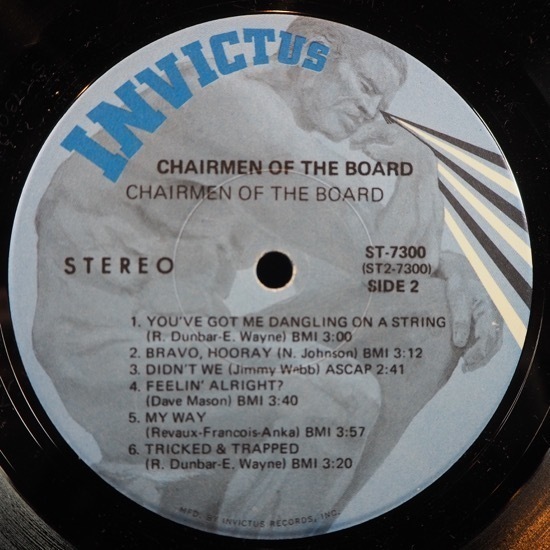 INVICTUS
CHAIRMEN OF THE BOARD
CHAIRMEN OF THE BOARD
STEREO
ST-7300
(ST2-7300)
SIDE 2
1. YOU'VE GOT ME DANGLING ON A STRING
(R. Dunbar-E. Wayne) BMI 3:00
2. BRAVO, HOORAY (N. Johnson) BMI 3:12
3. DIDN'T WE (Jimmy Webb) ASCAP 2:41
4. FEELIN' ALRIGHT?
(Dave Mason) BMI 3:40
5. MY WAY
(Revaux-Francois-Anka) BMI 3:57
6. TRICKED & TRAPPED
(R. Dunbar-E. Wayne) BMI 3:20
MFD. BY INVICTUS RECORDS, INC.